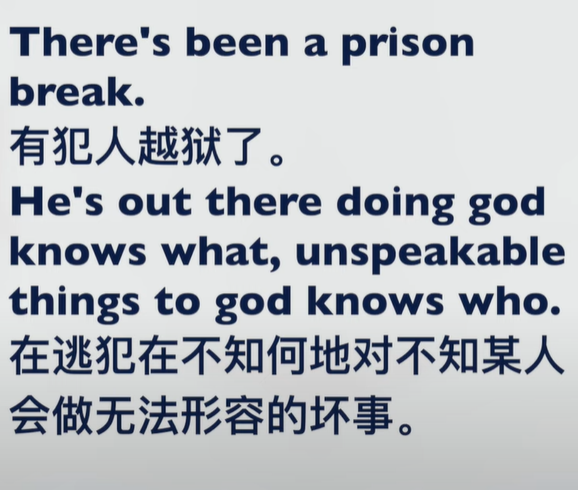 There's been a prison
break.
有犯人越狱了。
He's out there doing god
knows what, unspeakable
things to god knows who.
在逃犯在不知何地对不知某人
会做无法形容的坏事。